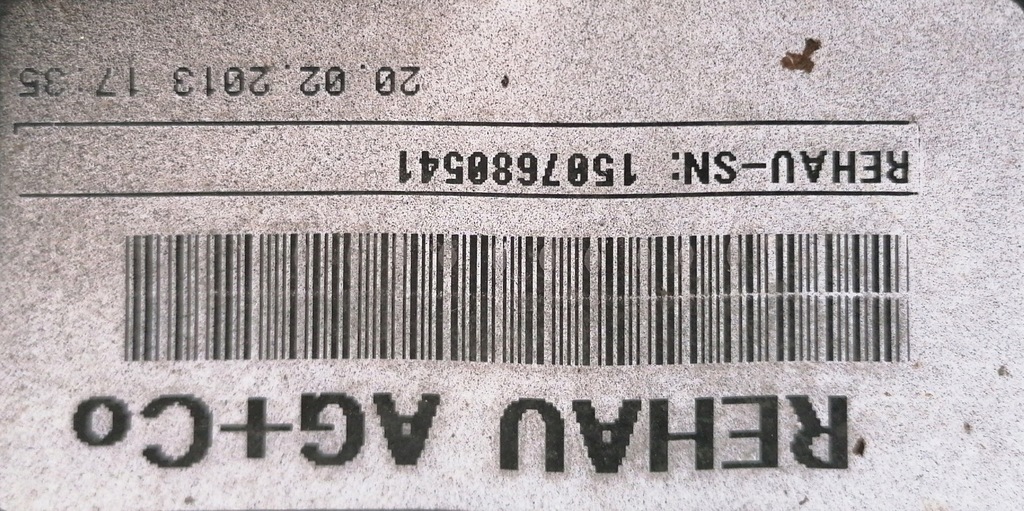 REHAU AG+Co
REHAU-SN: 1507680541
20.02.2013 17:35